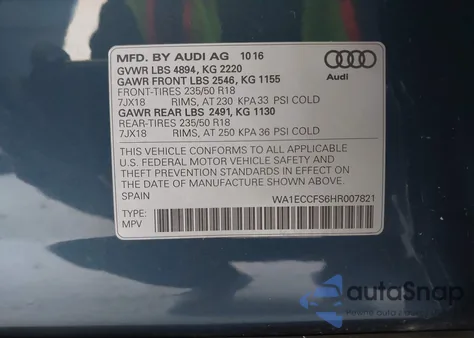 MFD. BY AUDI AG 10 16
GVWR LBS 4894, KG 2220
GAWR FRONT LBS 2546, KG 1155
FRONT-TIRES 235/50 R18
7JX18 RIMS, AT 230 KPA 33 PSI COLD
GAWR REAR LBS 2491, KG 1130
REAR-TIRES 235/50 R18
7JX18 RIMS, AT 250 KPA 36 PSI COLD
Audi
THIS VEHICLE CONFORMS TO ALL APPLICABLE
U.S. FEDERAL MOTOR VEHICLE SAFETY AND
THEFT PREVENTION STANDARDS IN EFFECT ON
THE DATE OF MANUFACTURE SHOWN ABOVE.
SPAIN WA1ECCFS6HR007821
TYPE:
MPV
autoSnap